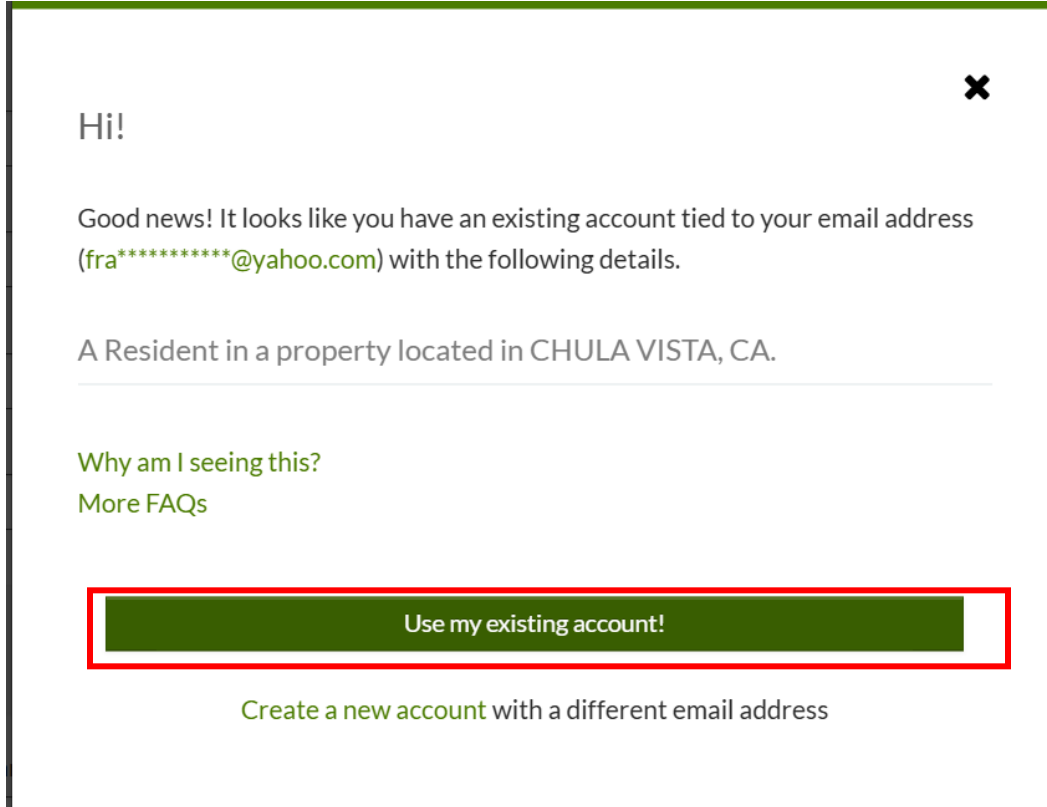 Hi!
Good news! It looks like you have an existing account tied to your email address
(fra***********@yahoo.com) with the following details.
A Resident in a property located in CHULA VISTA, CA.
Why am I seeing this?
More FAQs
Use my existing account!
Create a new account with a different email address